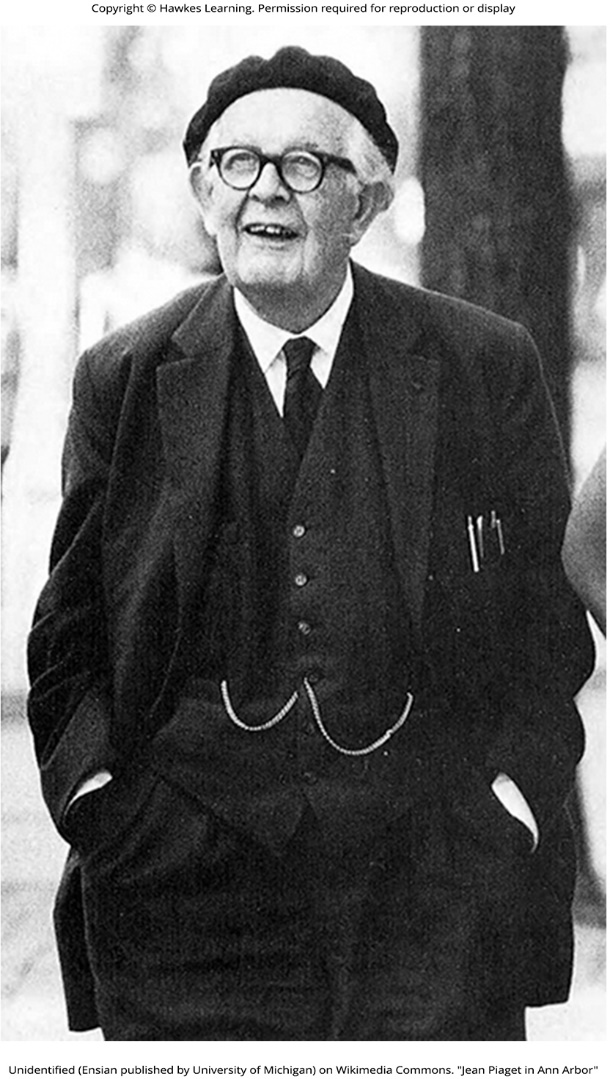 Copyright © Hawkes Learning. Permission required for reproduction or display
Unidentified (Ensian published by University of Michigan) on Wikimedia Commons. "Jean Piaget in Ann Arbor"